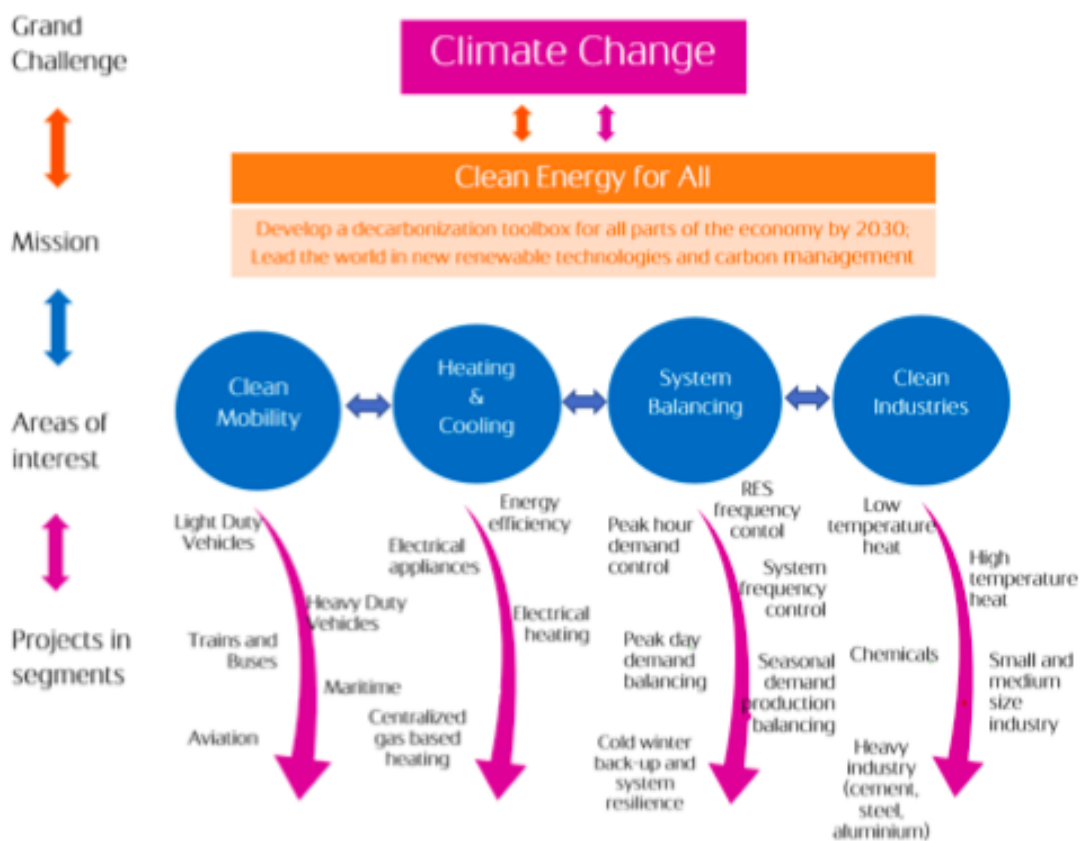 Grand
Challenge
Climate Change
Clean Energy for All
Mission
Develop a decarbonization toolbox for all parts of the economy by 2030;
Lead the world in new renewable technologies and carbon management
Areas of
interest
Clean
Mobility
Heating
&
Cooling
System
Balancing
Clean
Industries
Projects in
segments
Light Duty
Vehicles
Heavy Duty
Vehicles
Trains and
Buses
Maritime
Aviation
Energy
efficiency
Electrical
appliances
Electrical
heating
Centralized
gas based
heating
RES
frequency
contol
Peak hour
demand
control
System
frequency
control
Peak day
demand
balancing
Seasonal
demand
production
balancing
Cold winter
back-up and
system
resilience
Low
temperature
heat
High
temperature
heat
Chemicals
Small and
medium
size
industry
Heavy
industry
(cement,
steel,
aluminium)